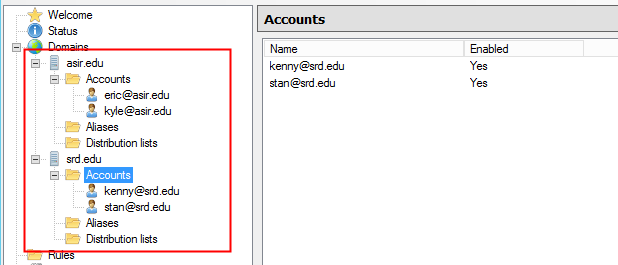 Welcome
Status
Domains
asir.edu
Accounts
eric@asir.edu
kyle@asir.edu
Aliases
Distribution lists
srd.edu
Accounts
kenny@srd.edu
stan@srd.edu
Aliases
Distribution lists
Rules
Accounts
Name Enabled
kenny@srd.edu Yes
stan@srd.edu Yes